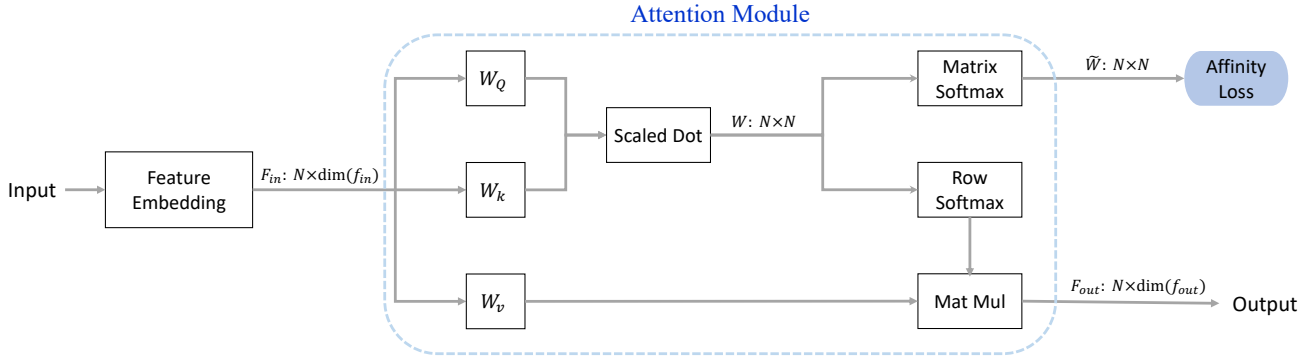 Attention Module
W_Q
Matrix
Softmax
W̃: N×N
Affinity
Loss
Scaled Dot
W: N×N
Input
Feature
Embedding
F_in: N×dim(f_in)
W_k
Row
Softmax
W_v
Mat Mul
F_out: N×dim(f_out)
Output